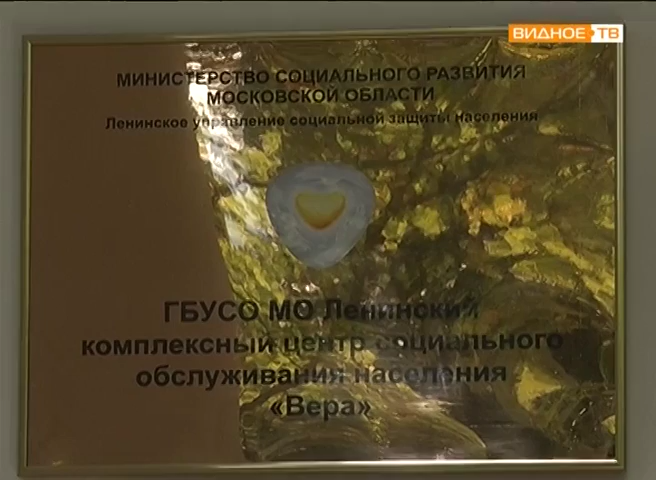 ВИДНОЕ ТВ
МИНИСТЕРСТВО СОЦИАЛЬНОГО РАЗВИТИЯ
МОСКОВСКОЙ ОБЛАСТИ
Ленинское управление социальной защиты населения
ГБУСО МО Ленинский
комплексный центр социального
обслуживания населения
«Вера»